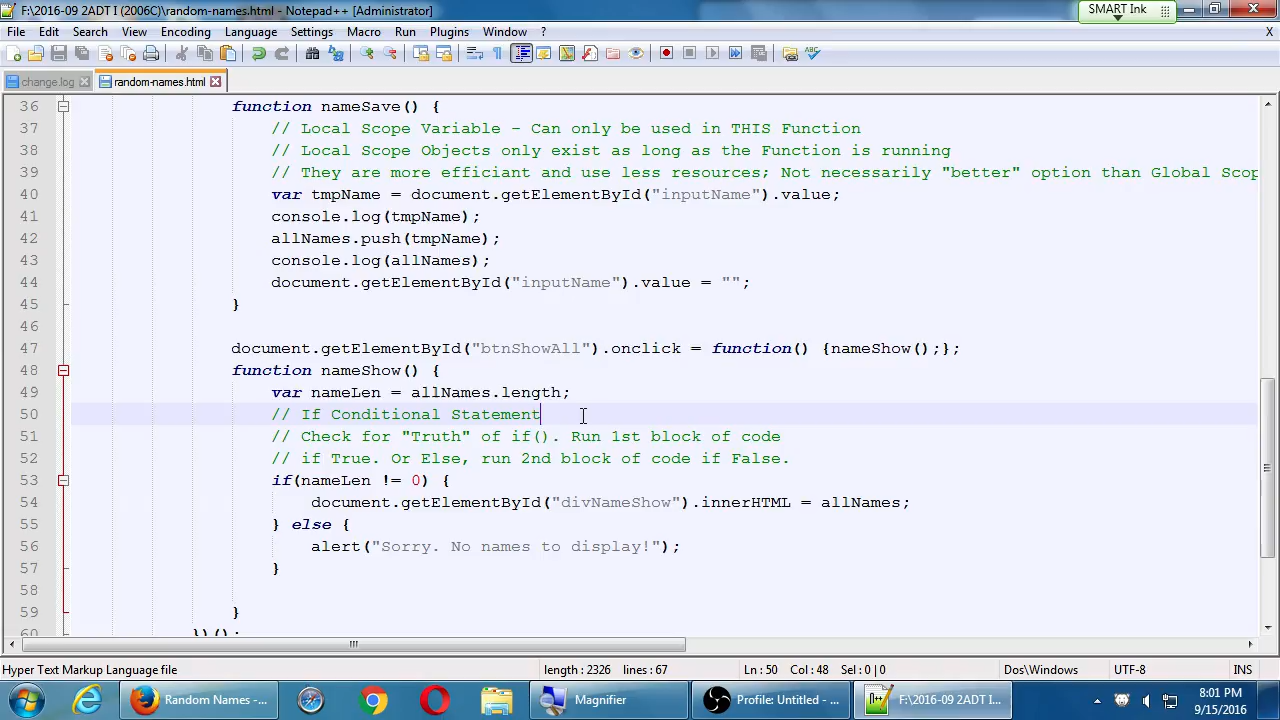 F:\2016-09 2ADT I (2006C)\random-names.html - Notepad++ [Administrator]
SMART Ink
File Edit Search View Encoding Language Settings Macro Run Plugins Window ? X
change.log random-names.html
36 function nameSave() {
37 // Local Scope Variable - Can only be used in THIS Function
38 // Local Scope Objects only exist as long as the Function is running
39 // They are more efficiant and use less resources; Not necessarily "better" option than Global Scop
40 var tmpName = document.getElementById("inputName").value;
41 console.log(tmpName);
42 allNames.push(tmpName);
43 console.log(allNames);
44 document.getElementById("inputName").value = "";
45 }
46
47 document.getElementById("btnShowAll").onclick = function() {nameShow();};
48 function nameShow() {
49 var nameLen = allNames.length;
50 // If Conditional Statement
51 // Check for "Truth" of if(). Run 1st block of code
52 // if True. Or Else, run 2nd block of code if False.
53 if(nameLen != 0) {
54 document.getElementById("divNameShow").innerHTML = allNames;
55 } else {
56 alert("Sorry. No names to display!");
57 }
58
59 }
60 })();
Hyper Text Markup Language file length : 2326 lines : 67 Ln : 50 Col : 48 Sel : 0 | 0 Dos\Windows UTF-8 INS
Random Names -... Magnifier Profile: Untitled - ... F:\2016-09 2ADT I... 8:01 PM
9/15/2016